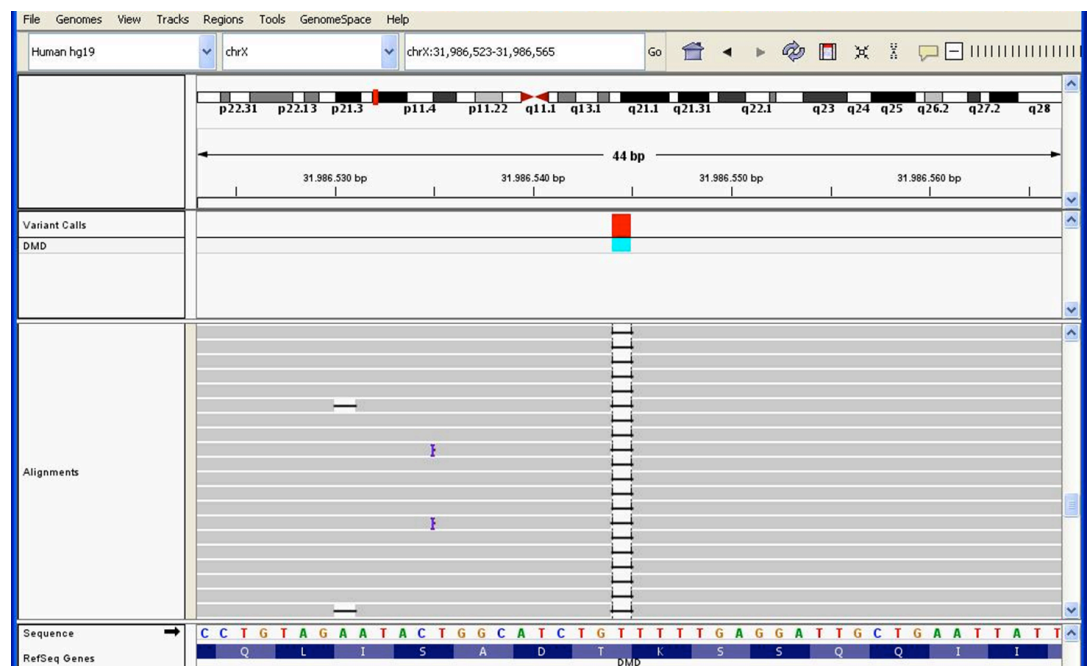 File Genomes View Tracks Regions Tools GenomeSpace Help
Human hg19 chrX chrX:31,986,523-31,986,565 Go
p22.31 p22.13 p21.3 p11.4 p11.22 q11.1 q13.1 q21.1 q21.31 q22.1 q23 q24 q25 q26.2 q27.2 q28
44 bp
31.986.530 bp 31.986.540 bp 31.986.550 bp 31.986.560 bp
Variant Calls
DMD
Alignments
Sequence C C T G T A G A A T A C T G G C A T C T G T T T T T G A G G A T T G C T G A A T T A T T
RefSeq Genes Q L I S A D T K S S Q Q I I
DMD